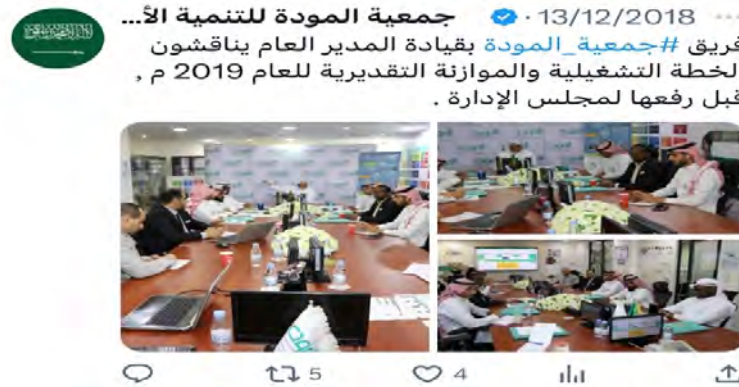 جمعية المودة للتنمية الأ... · 13/12/2018
فريق #جمعية_المودة بقيادة المدير العام يناقشون
الخطة التشغيلية والموازنة التقديرية للعام 2019 م ,
قبل رفعها لمجلس الإدارة .
5
4